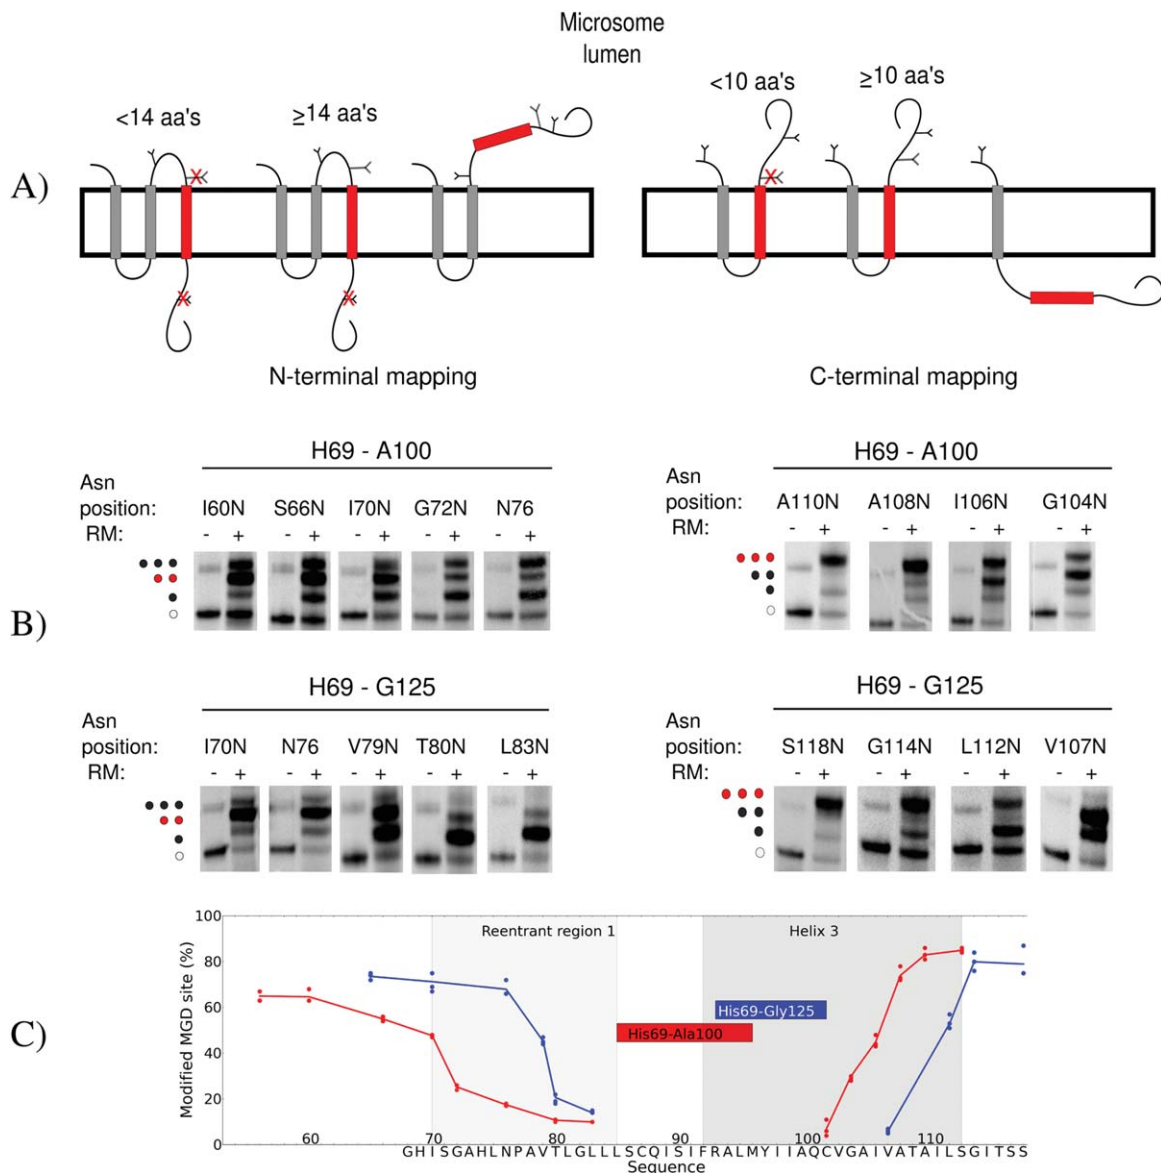 Microsome
lumen
<14 aa's
≥14 aa's
<10 aa's
≥10 aa's
A)
N-terminal mapping
C-terminal mapping
B)
H69 - A100
Asn
position: I60N S66N I70N G72N N76
RM: - + - + - + - + - +
H69 - A100
Asn
position: A110N A108N I106N G104N
RM: - + - + - + - +
H69 - G125
Asn
position: I70N N76 V79N T80N L83N
RM: - + - + - + - + - +
H69 - G125
Asn
position: S118N G114N L112N V107N
RM: - + - + - + - +
C)
Modified MGD site (%)
100
80
60
40
20
0
Reentrant region 1
Helix 3
His69-Gly125
His69-Ala100
60 70 80 90 100 110
GHISGAHLNPAVTLGLLLSCQISIFRALMYIIAQCVGAIVATAILSGITSS
Sequence